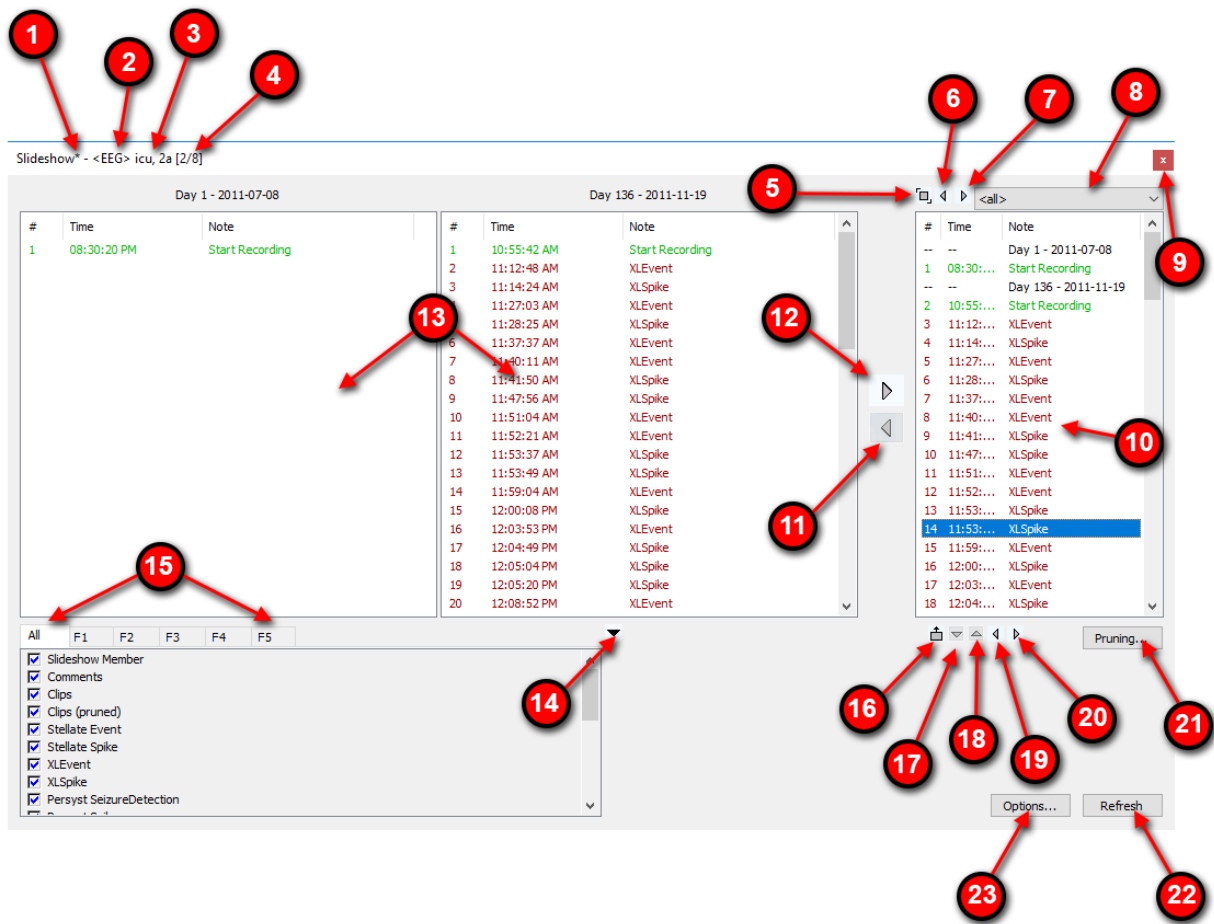 1
2
3
4
6
7
8
Slideshow* - <EEG> icu, 2a [2/8]
x
5
<all>
9
Day 1 - 2011-07-08
# Time Note
1 08:30:20 PM Start Recording
Day 136 - 2011-11-19
# Time Note
1 10:55:42 AM Start Recording
2 11:12:48 AM XLEvent
3 11:14:24 AM XLSpike
11:27:03 AM XLEvent
11:28:25 AM XLSpike
6 11:37:37 AM XLEvent
7 11:40:11 AM XLEvent
8 11:41:50 AM XLSpike
9 11:47:56 AM XLSpike
10 11:51:04 AM XLEvent
11 11:52:21 AM XLEvent
12 11:53:37 AM XLSpike
13 11:53:49 AM XLSpike
14 11:59:04 AM XLEvent
15 12:00:08 PM XLSpike
16 12:03:53 PM XLEvent
17 12:04:49 PM XLSpike
18 12:05:04 PM XLSpike
19 12:05:20 PM XLSpike
20 12:08:52 PM XLEvent
13
12
11
# Time Note
-- -- Day 1 - 2011-07-08
1 08:30:... Start Recording
-- -- Day 136 - 2011-11-19
2 10:55:... Start Recording
3 11:12:... XLEvent
4 11:14:... XLSpike
5 11:27:... XLEvent
6 11:28:... XLSpike
7 11:37:... XLEvent
8 11:40:... XLEvent
9 11:41:... XLSpike
10 11:47:... XLSpike
11 11:51:... XLEvent
12 11:52:... XLEvent
13 11:53:... XLSpike
14 11:53:... XLSpike
15 11:59:... XLEvent
16 12:00:... XLSpike
17 12:03:... XLEvent
18 12:04:... XLSpike
10
15
All F1 F2 F3 F4 F5
Slideshow Member
Comments
Clips
Clips (pruned)
Stellate Event
Stellate Spike
XLEvent
XLSpike
Persyst SeizureDetection
14
Pruning...
16
17
18
19
20
21
Options... Refresh
23
22